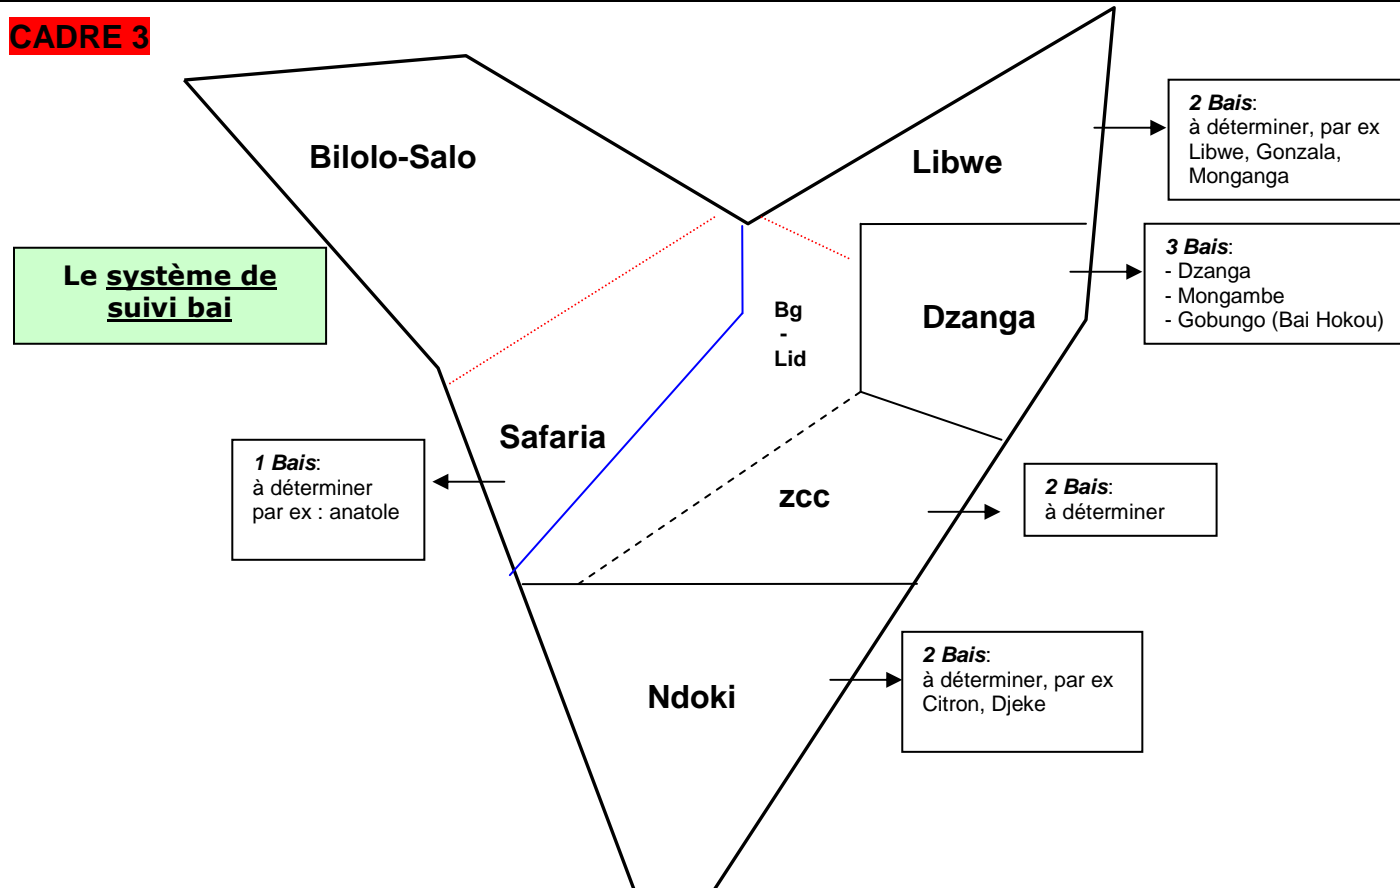 CADRE 3
Bilolo-Salo
Libwe
2 Bais:
à déterminer, par ex
Libwe, Gonzala,
Monganga
Le système de
suivi bai
3 Bais:
- Dzanga
- Mongambe
- Gobungo (Bai Hokou)
Bg
-
Lid
Dzanga
Safaria
1 Bais:
à déterminer
par ex : anatole
zcc
2 Bais:
à déterminer
Ndoki
2 Bais:
à déterminer, par ex
Citron, Djeke